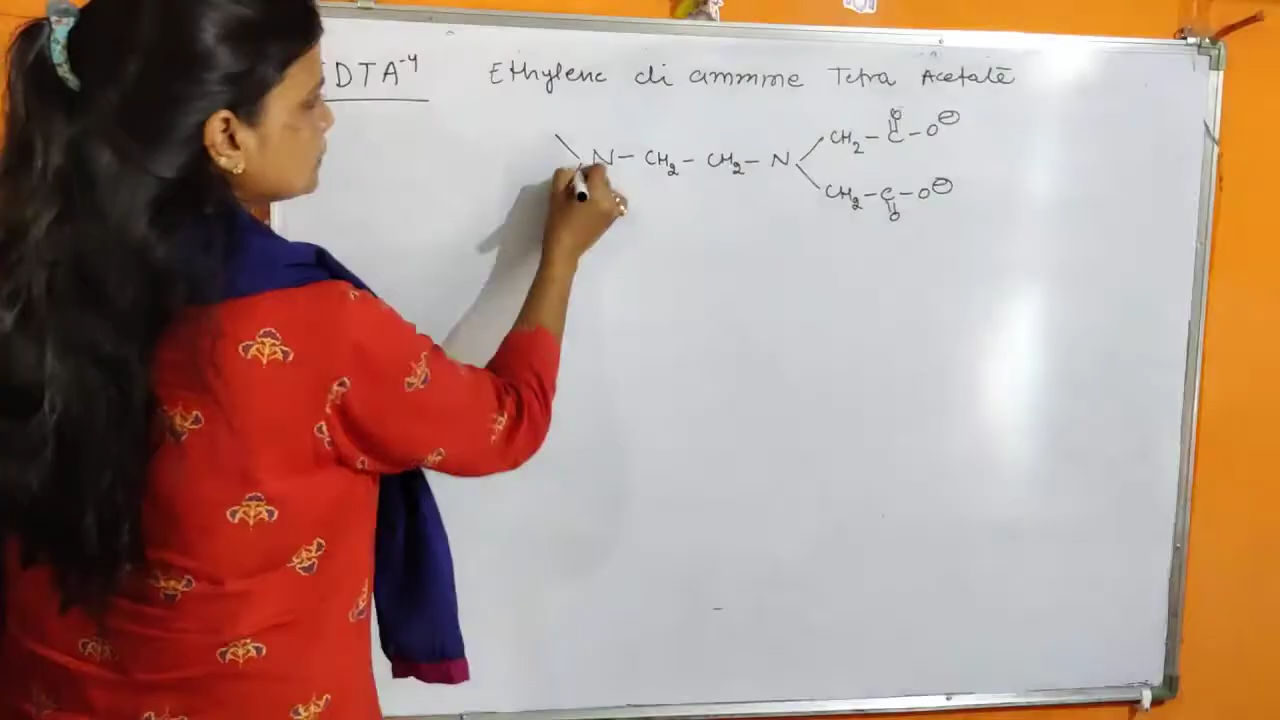 DTA⁻⁴ Ethylene di ammine Tetra Acetate
O
N – CH₂ – CH₂ – N CH₂ – C – O⊖
CH₂ – C – O⊖
O